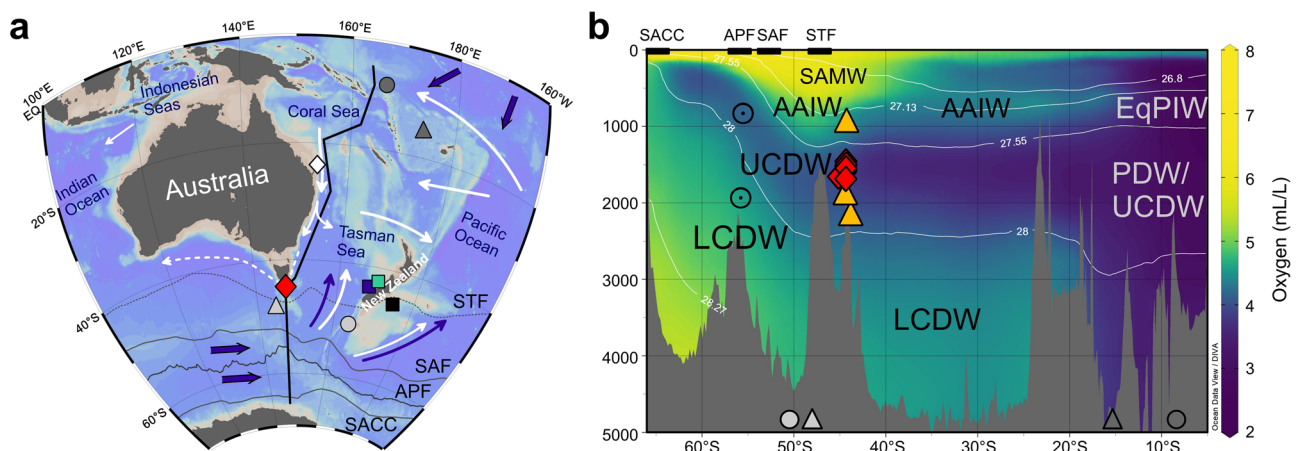 a
140°E
160°E
120°E
180°E
100°E
160°W
EQ
Indonesian
Seas
Coral Sea
Indian
Ocean
20°S
Australia
Pacific
Ocean
Tasman
Sea
New Zealand
40°S
STF
SAF
APF
60°S
SACC
b
SACC APF SAF STF
0
1000
2000
3000
4000
5000
27.55
26.8
SAMW
AAIW
27.13
AAIW
EqPIW
28
27.55
UCDW
PDW/
UCDW
LCDW
28
28.27
LCDW
60°S 50°S 40°S 30°S 20°S 10°S
Ocean Data View / DIVA
8
7
6
5
4
3
2
Oxygen (mL/L)